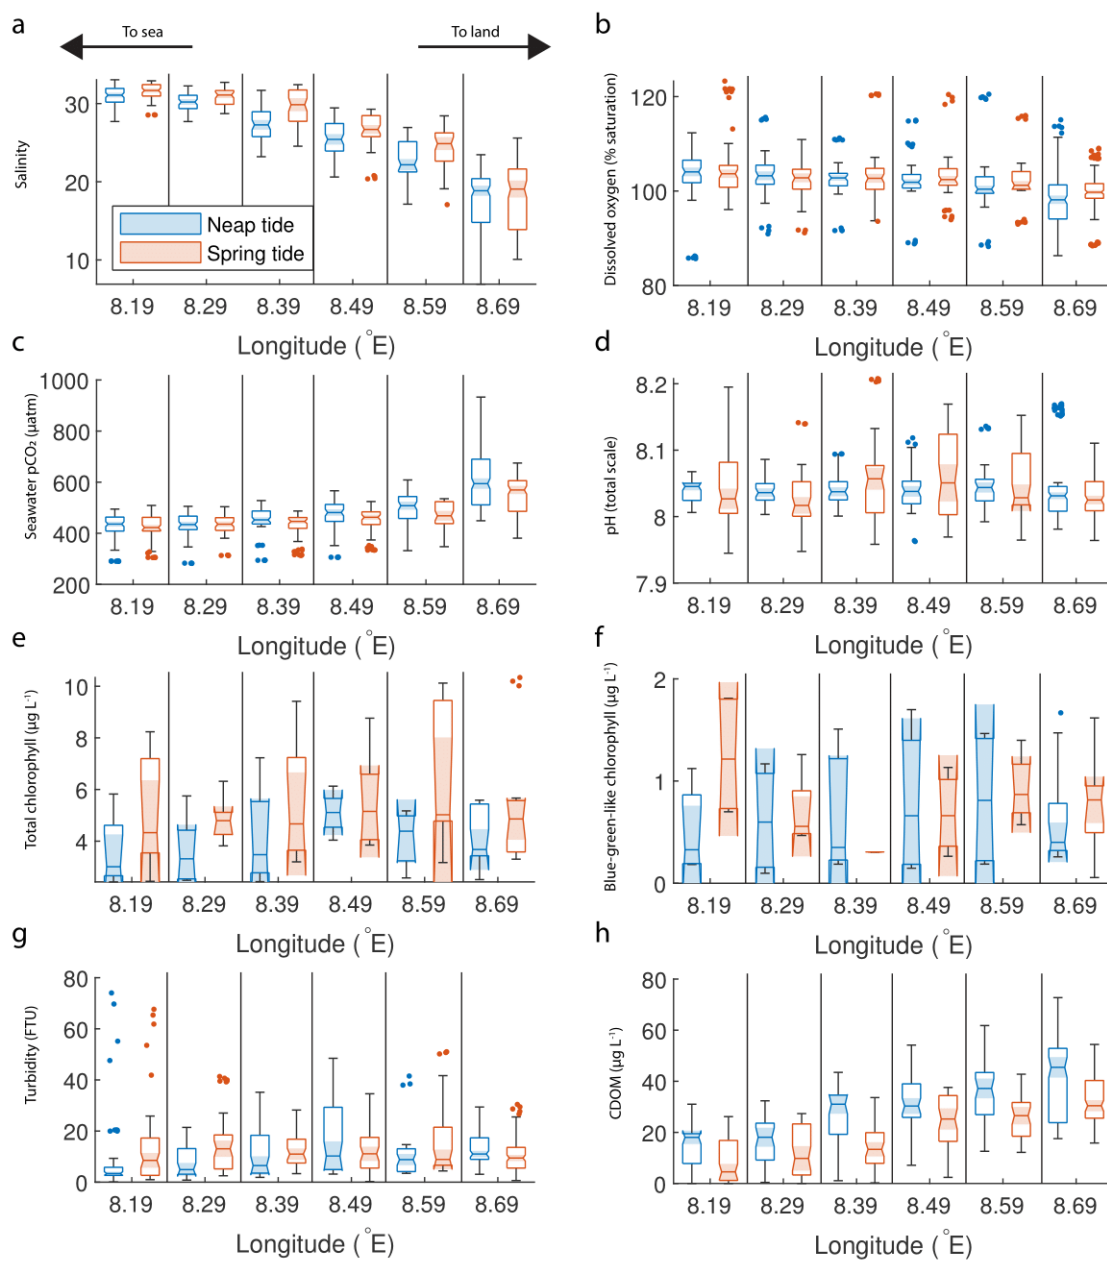 a
To sea
To land
b
Salinity
30
20
10
Neap tide
Spring tide
8.19 8.29 8.39 8.49 8.59 8.69
Longitude (°E)
Dissolved oxygen (% saturation)
120
100
80
8.19 8.29 8.39 8.49 8.59 8.69
Longitude (°E)
c
Seawater pCO₂ (µatm)
1000
800
600
400
200
8.19 8.29 8.39 8.49 8.59 8.69
Longitude (°E)
d
pH (total scale)
8.2
8.1
8
7.9
8.19 8.29 8.39 8.49 8.59 8.69
Longitude (°E)
e
Total chlorophyll (µg L⁻¹)
10
8
6
4
8.19 8.29 8.39 8.49 8.59 8.69
Longitude (°E)
f
Blue-green-like chlorophyll (µg L⁻¹)
2
1
0
8.19 8.29 8.39 8.49 8.59 8.69
Longitude (°E)
g
Turbidity (FTU)
80
60
40
20
0
8.19 8.29 8.39 8.49 8.59 8.69
Longitude (°E)
h
CDOM (µg L⁻¹)
80
60
40
20
0
8.19 8.29 8.39 8.49 8.59 8.69
Longitude (°E)